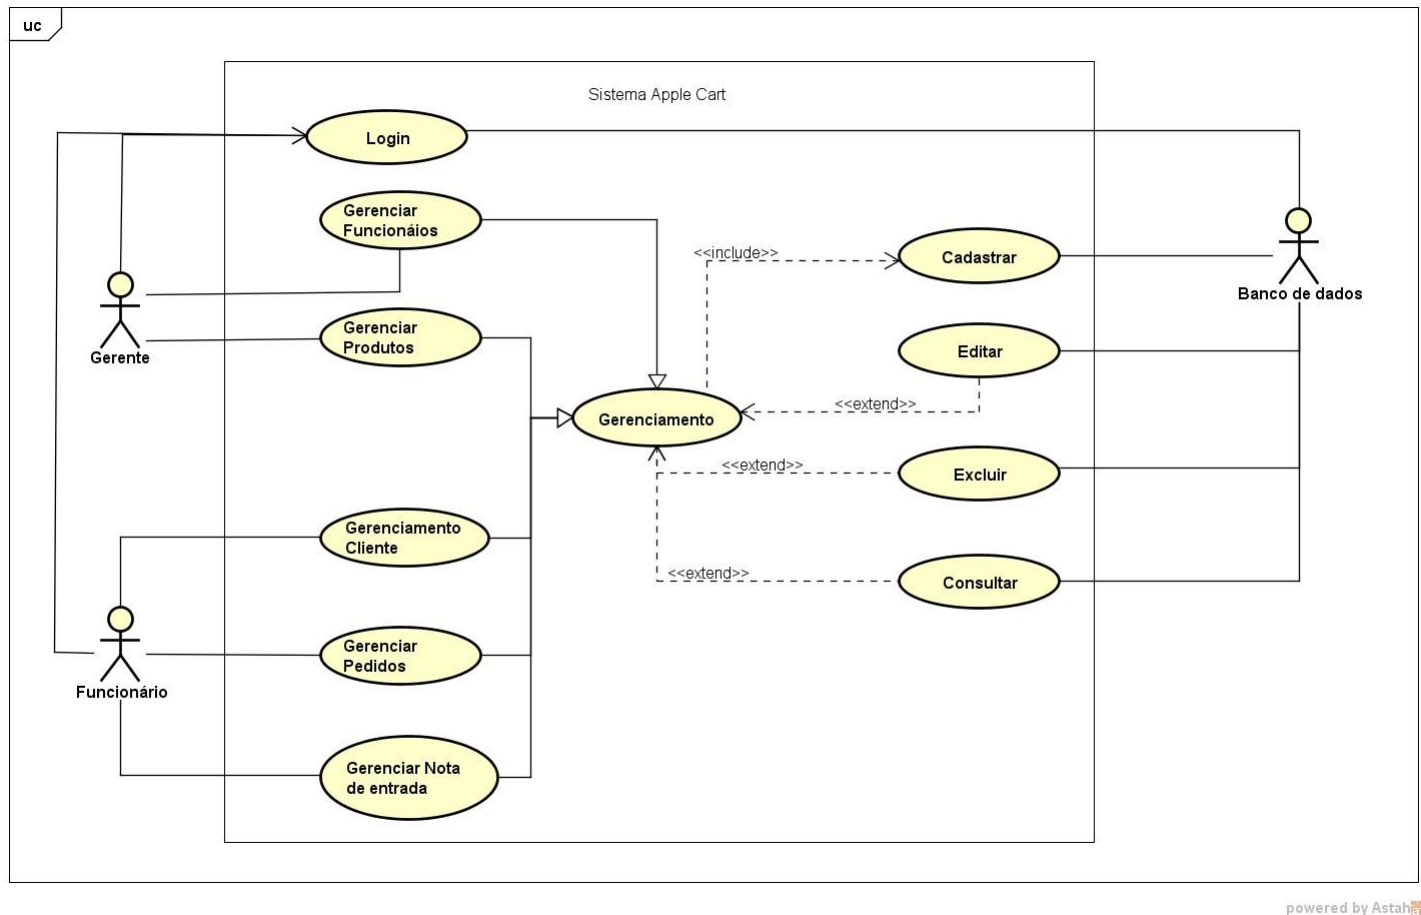 uc
Sistema Apple Cart
Login
Gerenciar
Funcionáios
<<include>>
Cadastrar
Banco de dados
Gerente
Gerenciar
Produtos
Editar
<<extend>>
Gerenciamento
<<extend>>
Excluir
Gerenciamento
Cliente
<<extend>>
Consultar
Gerenciar
Pedidos
Funcionário
Gerenciar Nota
de entrada
powered by Astah